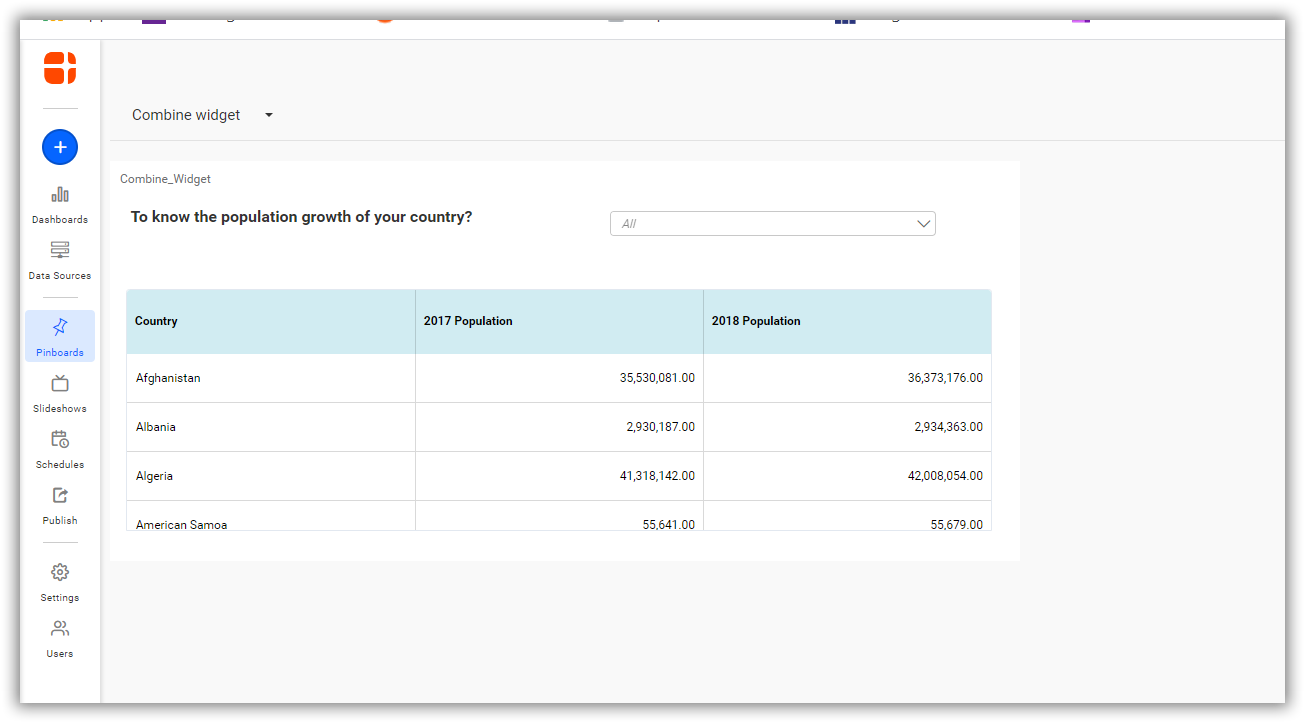 Combine widget
Dashboards
Data Sources
Pinboards
Slideshows
Schedules
Publish
Settings
Users
Combine_Widget
To know the population growth of your country?
All
Country 2017 Population 2018 Population
Afghanistan 35,530,081.00 36,373,176.00
Albania 2,930,187.00 2,934,363.00
Algeria 41,318,142.00 42,008,054.00
American Samoa 55,641.00 55,679.00